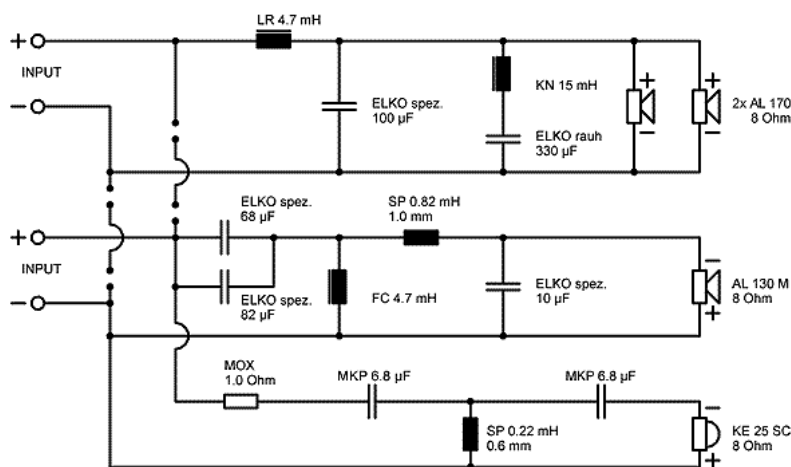 LR 4.7 mH
+
INPUT
−
ELKO spez.
100 µF
KN 15 mH
ELKO rauh
330 µF
+
−
+
−
2x AL 170
8 Ohm
ELKO spez.
68 µF
SP 0.82 mH
1.0 mm
+
INPUT
−
ELKO spez.
82 µF
FC 4.7 mH
ELKO spez.
10 µF
−
+
AL 130 M
8 Ohm
MOX
1.0 Ohm
MKP 6.8 µF
MKP 6.8 µF
SP 0.22 mH
0.6 mm
−
+
KE 25 SC
8 Ohm